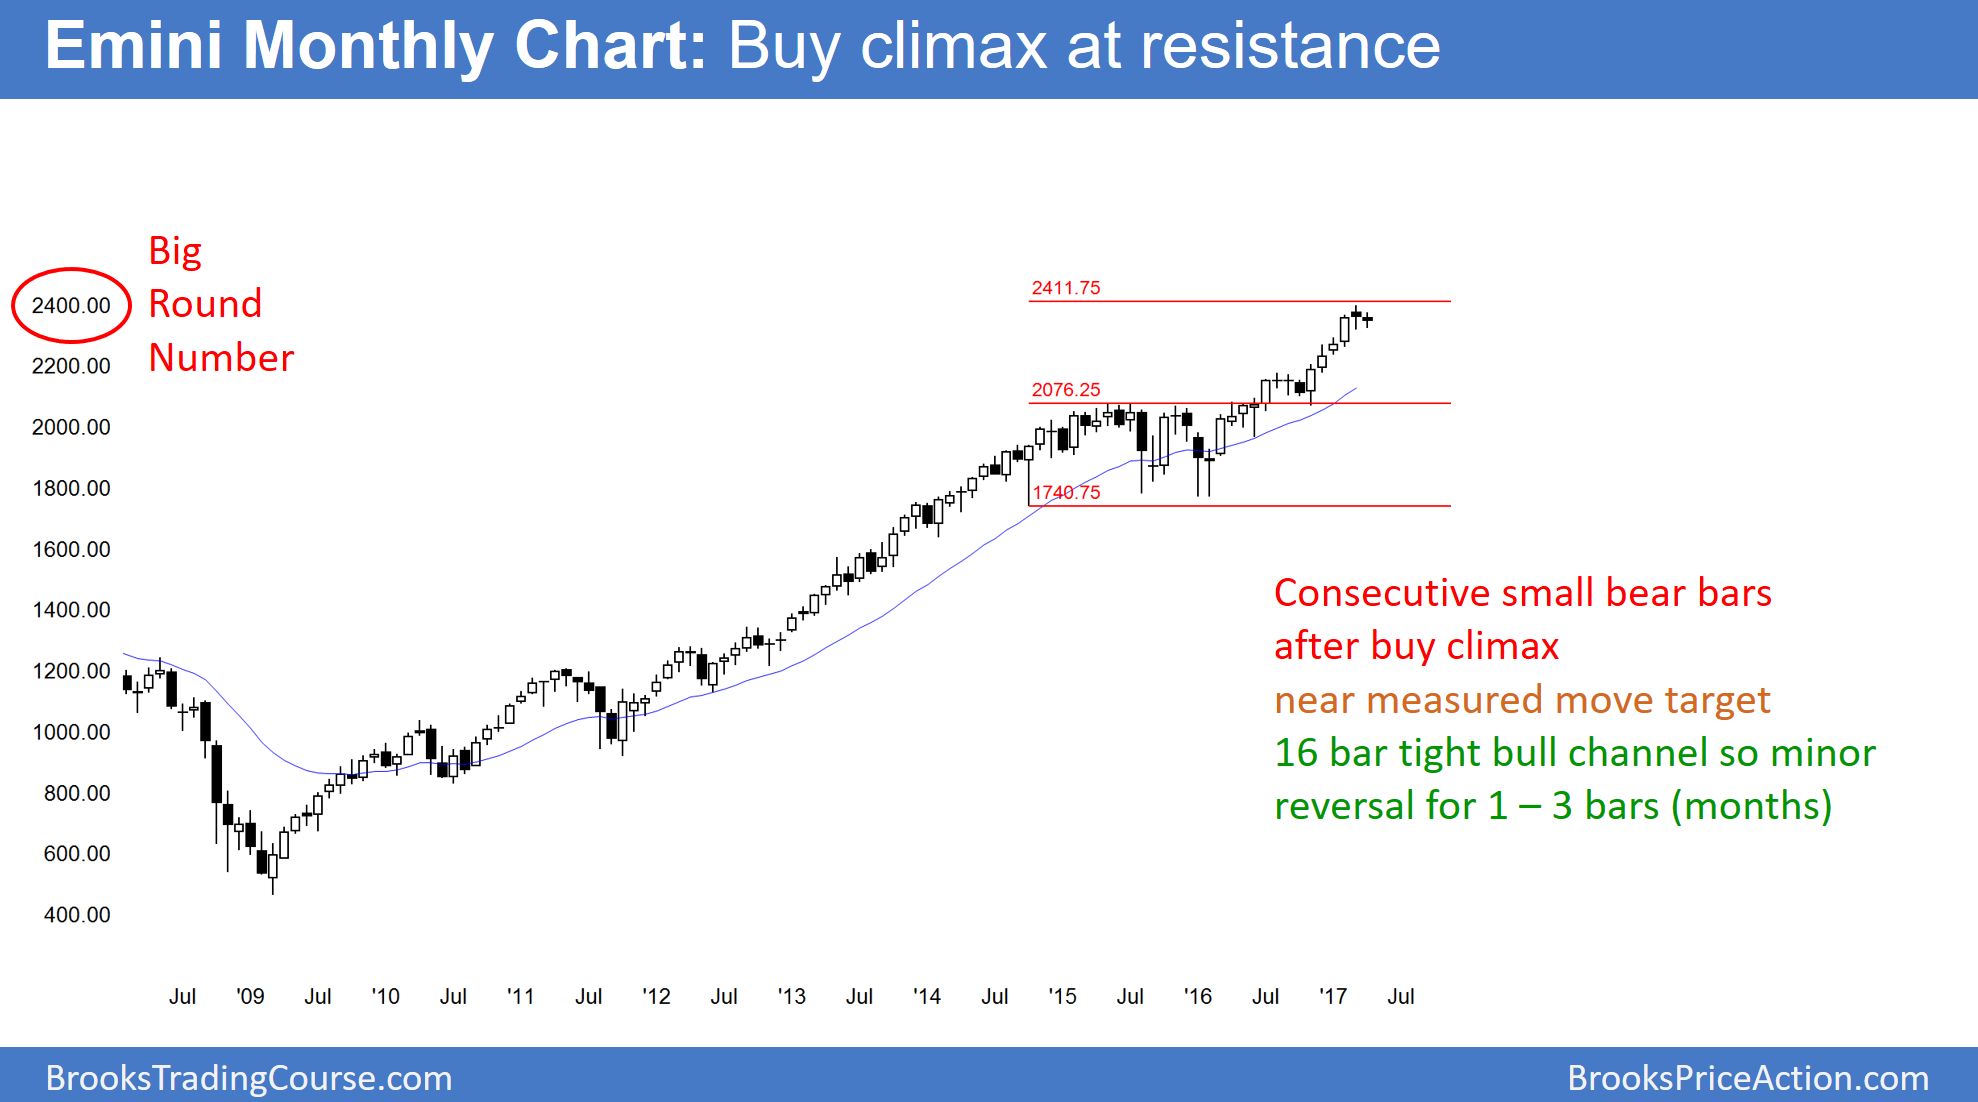 Emini Monthly Chart: Buy climax at resistance
Big
Round
Number
2400.00
2200.00
2000.00
1800.00
1600.00
1400.00
1200.00
1000.00
800.00
600.00
400.00
2411.75
2076.25
1740.75
Consecutive small bear bars
after buy climax
near measured move target
16 bar tight bull channel so minor
reversal for 1 – 3 bars (months)
Jul '09 Jul '10 Jul '11 Jul '12 Jul '13 Jul '14 Jul '15 Jul '16 Jul '17 Jul
BrooksTradingCourse.com
BrooksPriceAction.com